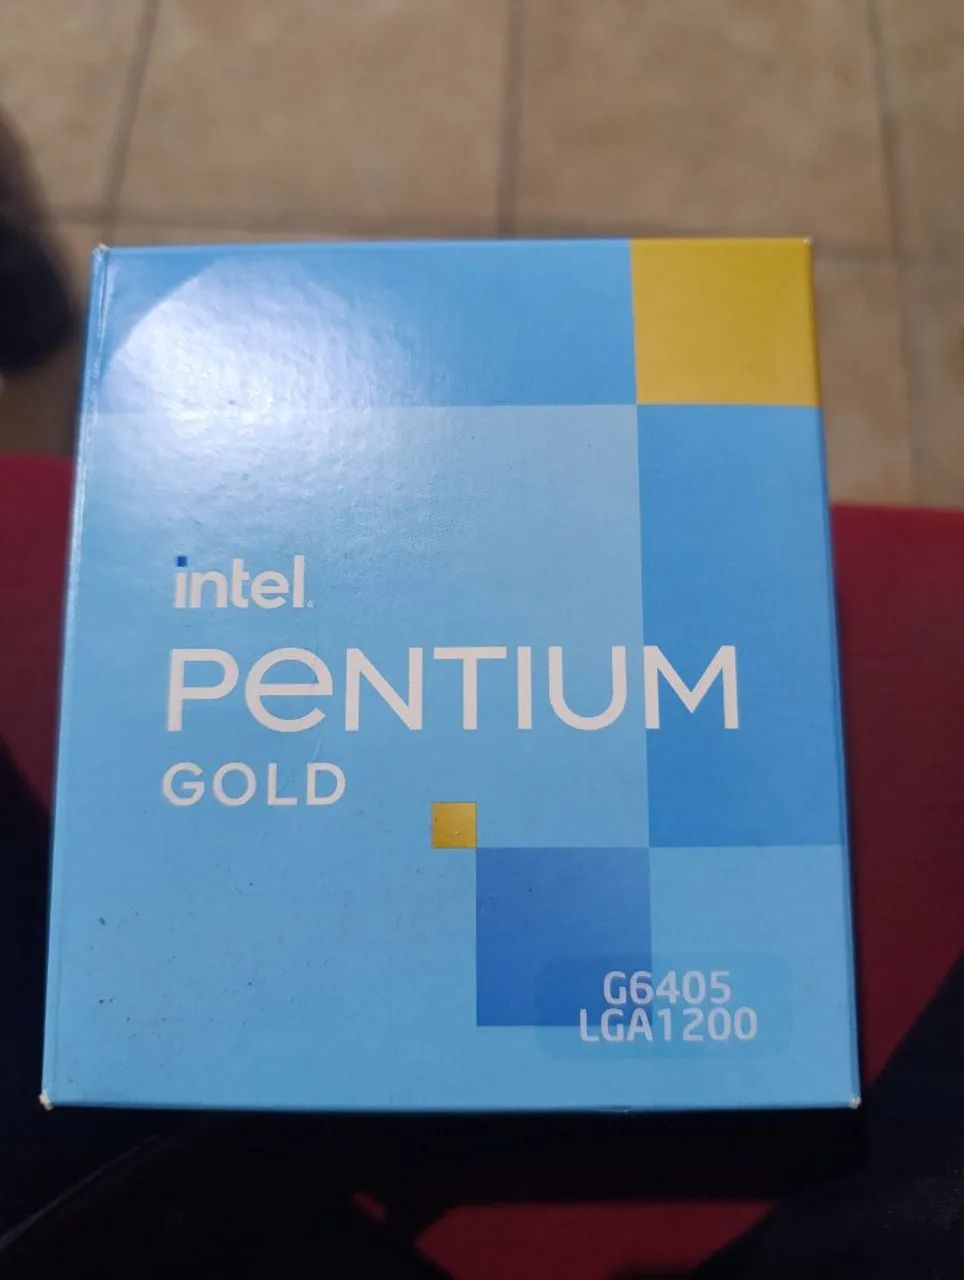 intel
PENTIUM
GOLD
G6405
LGA1200